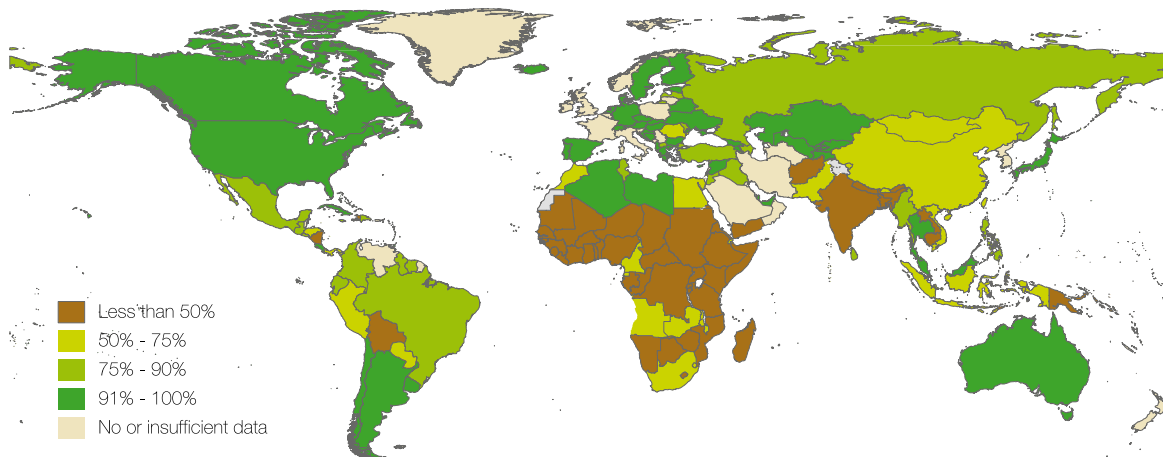 Less than 50%
50% - 75%
75% - 90%
91% - 100%
No or insufficient data